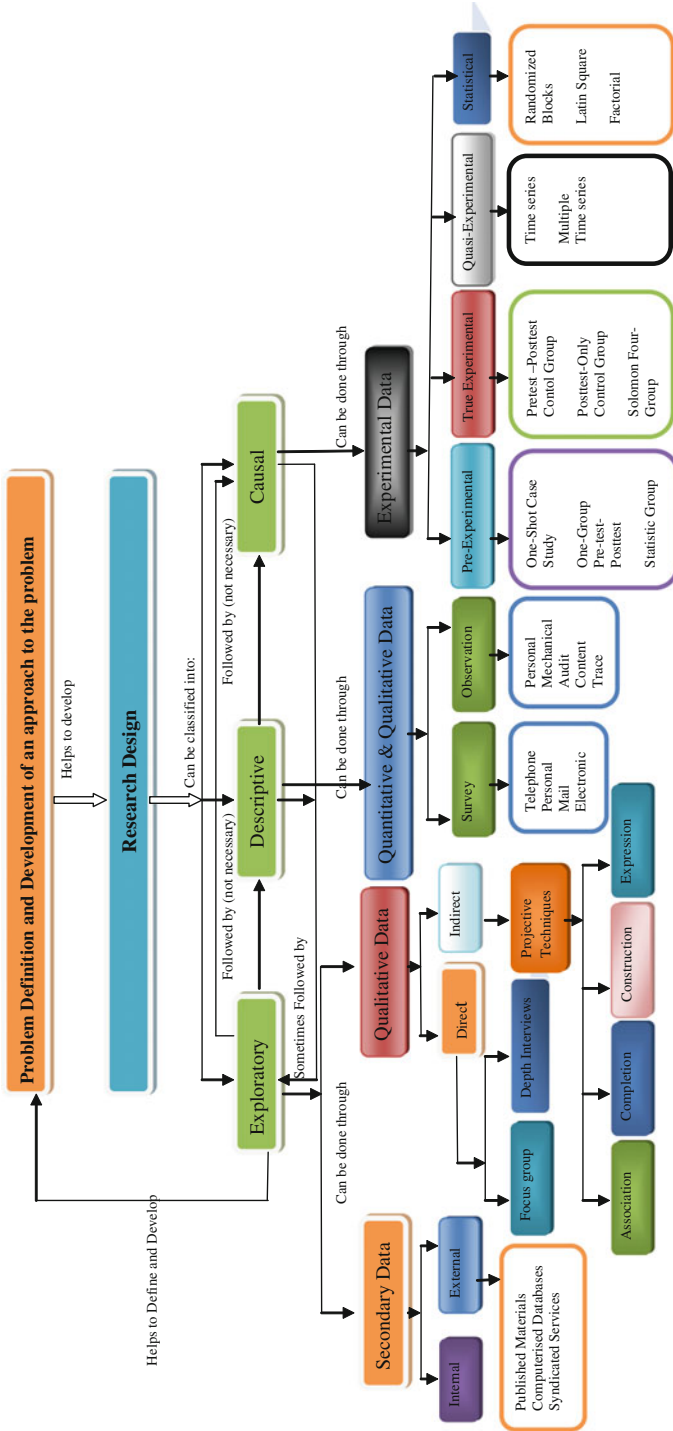 Problem Definition and Development of an approach to the problem
Helps to develop
Research Design
Can be classified into:
Helps to Define and Develop
Followed by (not necessary)
Followed by (not necessary)
Exploratory
Descriptive
Causal
Sometimes Followed by
Can be done through
Can be done through
Can be done through
Secondary Data
Qualitative Data
Quantitative & Qualitative Data
Experimental Data
Internal
External
Direct
Indirect
Survey
Observation
Pre-Experimental
True Experimental
Quasi-Experimental
Statistical
Published Materials
Computerised Databases
Syndicated Services
Focus group
Depth Interviews
Projective
Techniques
Telephone
Personal
Mail
Electronic
Personal
Mechanical
Audit
Content
Trace
One-Shot Case
Study
One-Group
Pre-test-
Posttest
Statistic Group
Pretest –Posttest
Contol Group
Posttest-Only
Control Group
Solomon Four-
Group
Time series
Multiple
Time series
Randomized
Blocks
Latin Square
Factorial
Association
Completion
Construction
Expression